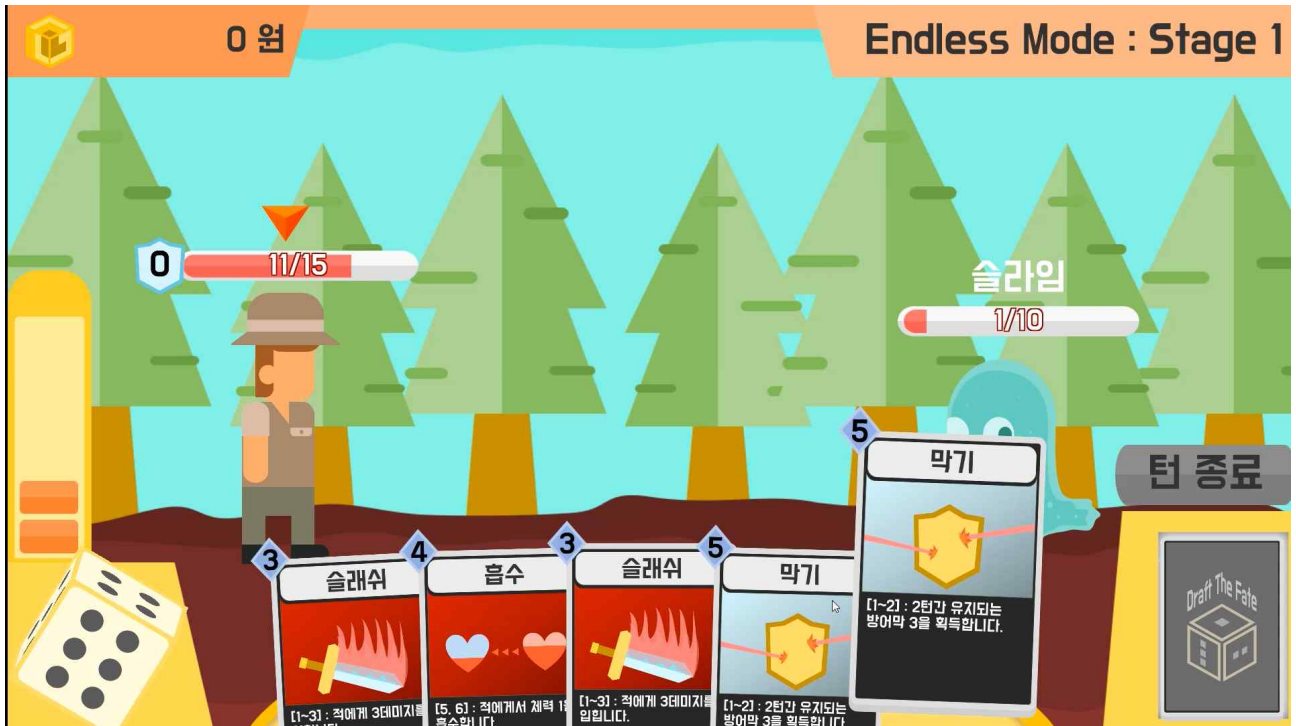 0 원
Endless Mode : Stage 1
0
11/15
슬라임
1/10
턴 종료
3
슬래쉬
[1~3] : 적에게 3데미지를
4
흡수
[5, 6] : 적에게서 체력
흡수합니다
3
슬래쉬
[1~3] : 적에게 3데미지를
입힙니다.
5
막기
[1~2] : 2턴간 유지되는
방어막 3을 획득합니다
5
막기
[1~2] : 2턴간 유지되는
방어막 3을 획득합니다.
Draft The Fate